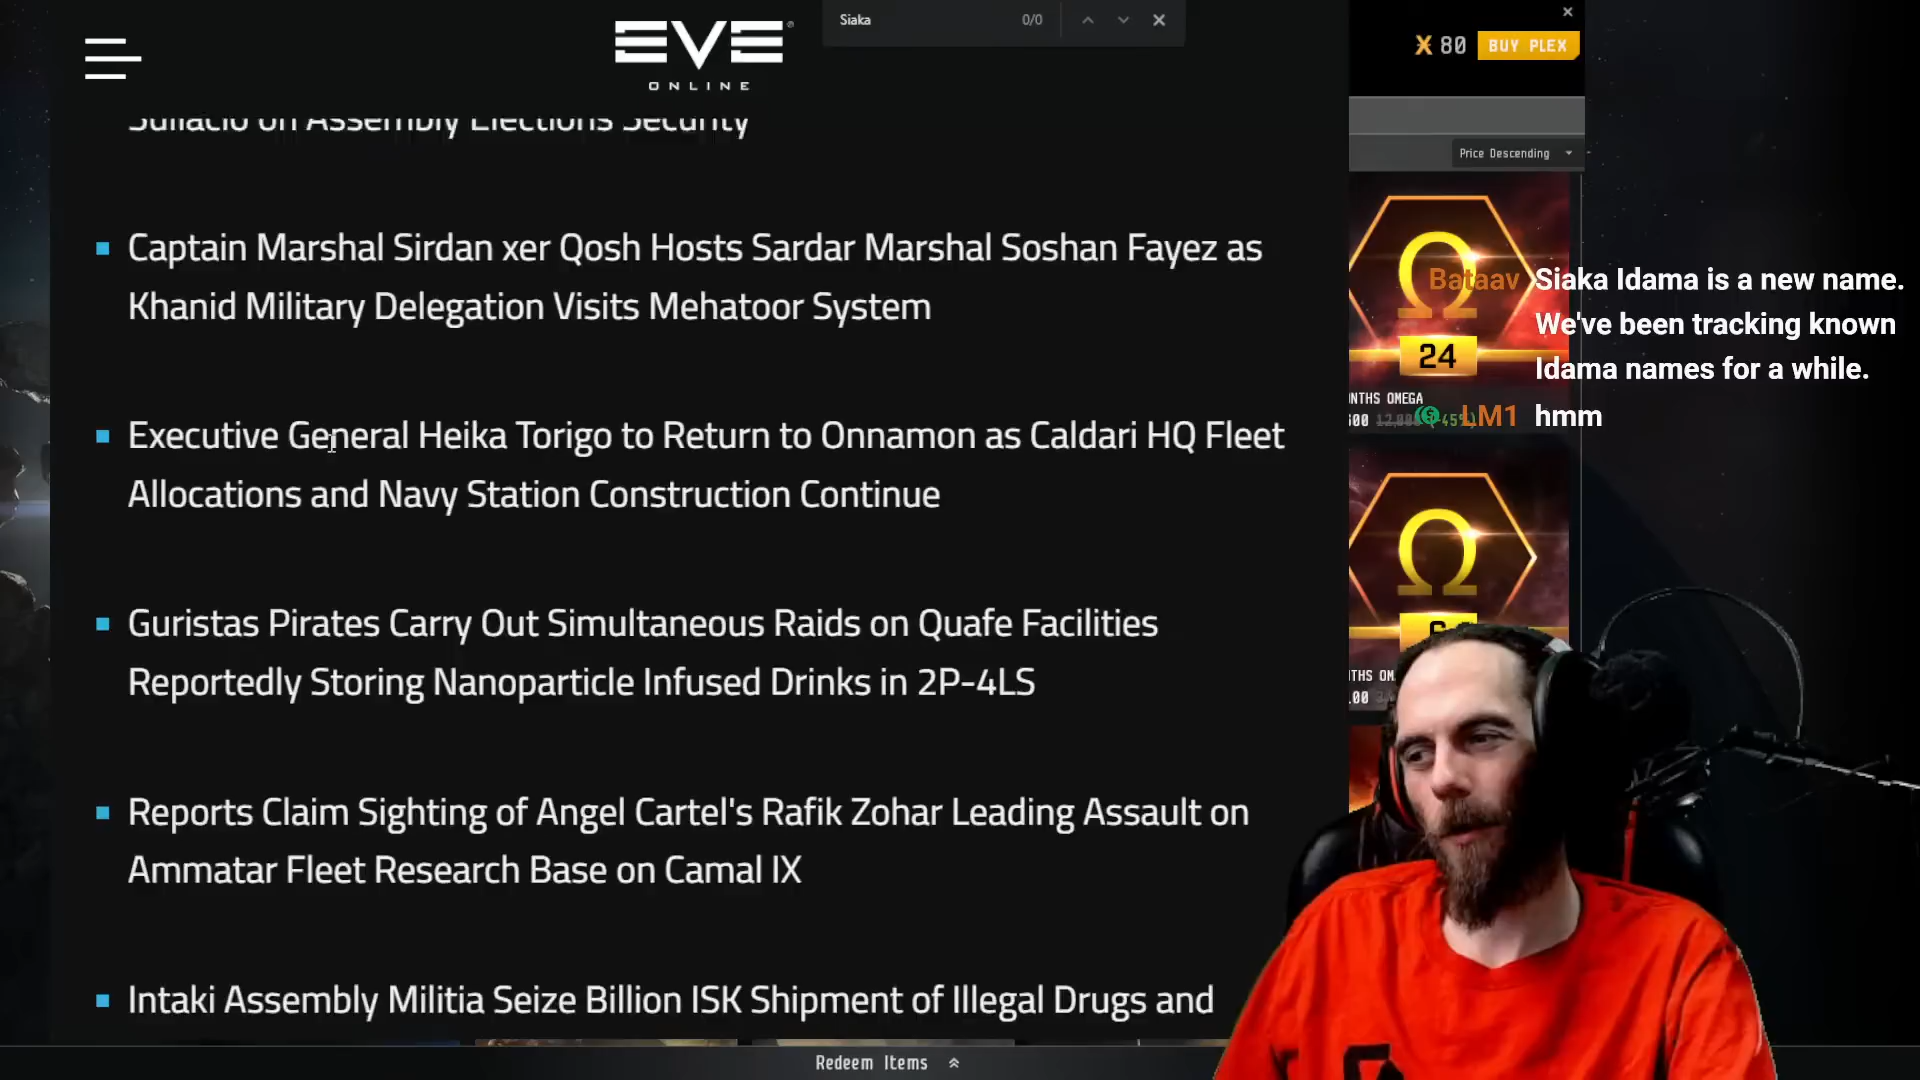 Siaka
0/0
EVE
ONLINE
80
BUY PLEX
on Assembly Elections Security
Price Descending
Captain Marshal Sirdan xer Qosh Hosts Sardar Marshal Soshan Fayez as
Khanid Military Delegation Visits Mehatoor System
Executive General Heika Torigo to Return to Onnamon as Caldari HQ Fleet
Allocations and Navy Station Construction Continue
Guristas Pirates Carry Out Simultaneous Raids on Quafe Facilities
Reportedly Storing Nanoparticle Infused Drinks in 2P-4LS
Reports Claim Sighting of Angel Cartel's Rafik Zohar Leading Assault on
Ammatar Fleet Research Base on Camal IX
Intaki Assembly Militia Seize Billion ISK Shipment of Illegal Drugs and
Ω
24
OMEGA
Bataav Siaka Idama is a new name.
We've been tracking known
Idama names for a while.
LM1 hmm
Ω
Redeem Items